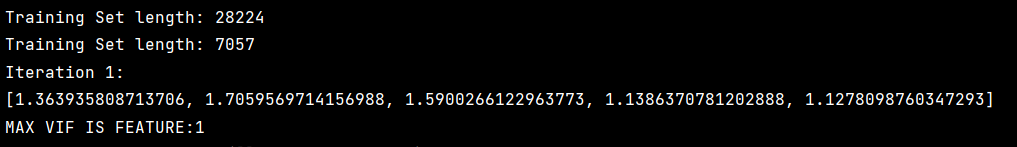 Training Set length: 28224
Training Set length: 7057
Iteration 1:
[1.363935808713706, 1.7059569714156988, 1.5900266122963773, 1.1386370781202888, 1.1278098760347293]
MAX VIF IS FEATURE:1